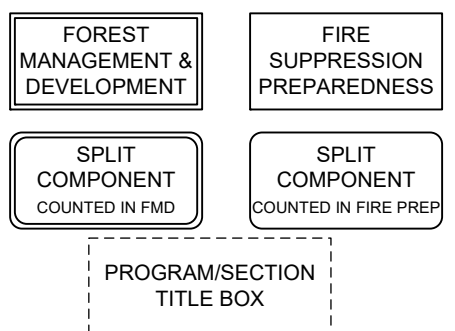 FOREST
MANAGEMENT &
DEVELOPMENT
FIRE
SUPPRESSION
PREPAREDNESS
SPLIT
COMPONENT
COUNTED IN FMD
SPLIT
COMPONENT
COUNTED IN FIRE PREP
PROGRAM/SECTION
TITLE BOX